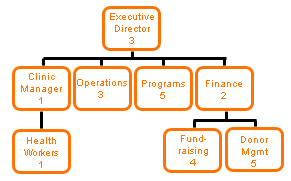 Executive
Director
3
Clinic
Manager
1
Operations
3
Programs
5
Finance
2
Health
Workers
1
Fund-
raising
4
Donor
Mgmt
5